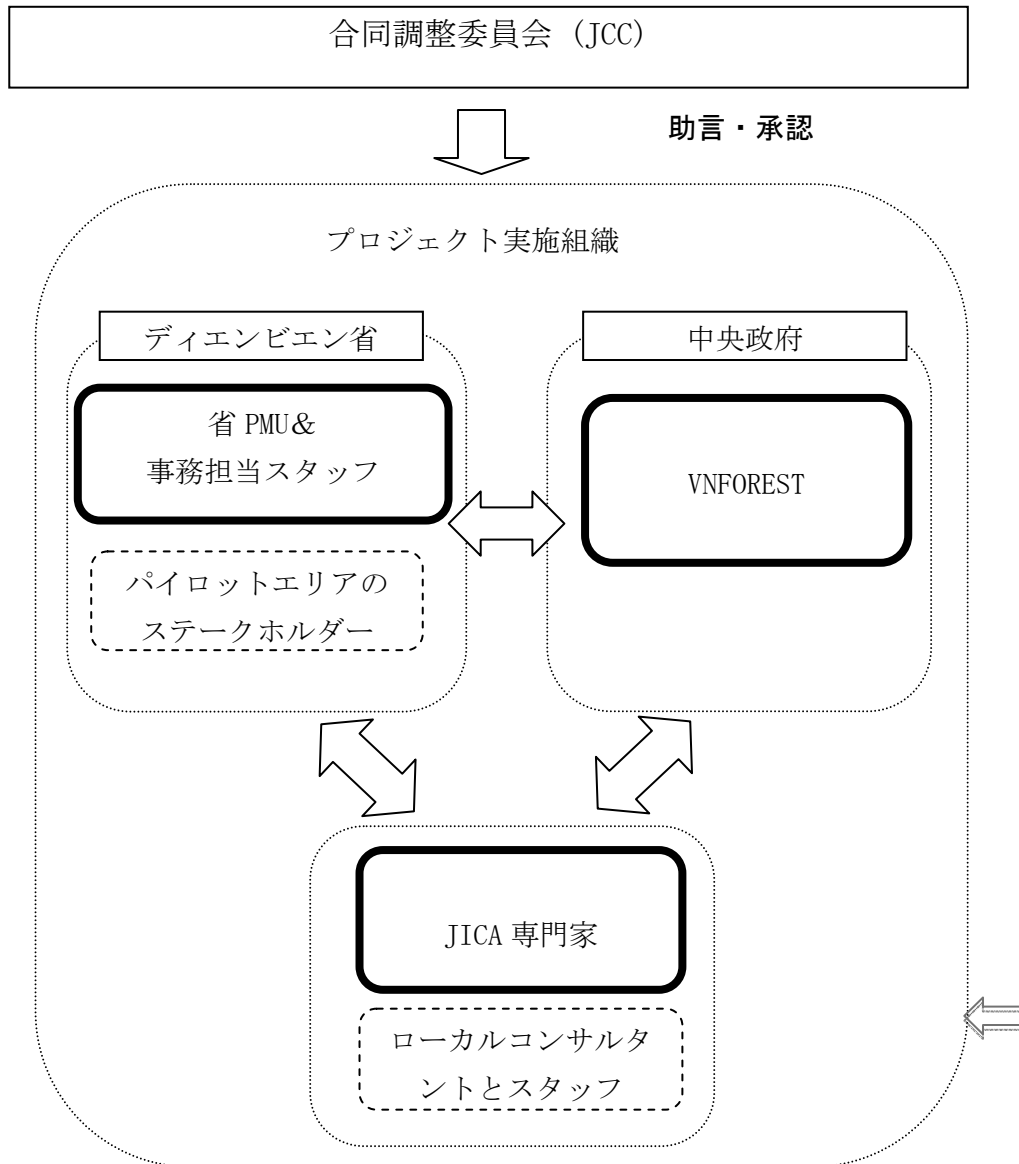 合同調整委員会 (JCC)
助言・承認
プロジェクト実施組織
ディエンビエン省
中央政府
省 PMU&
事務担当スタッフ
VNFOREST
パイロットエリアの
ステークホルダー
JICA 専門家
ローカルコンサルタ
ントとスタッフ